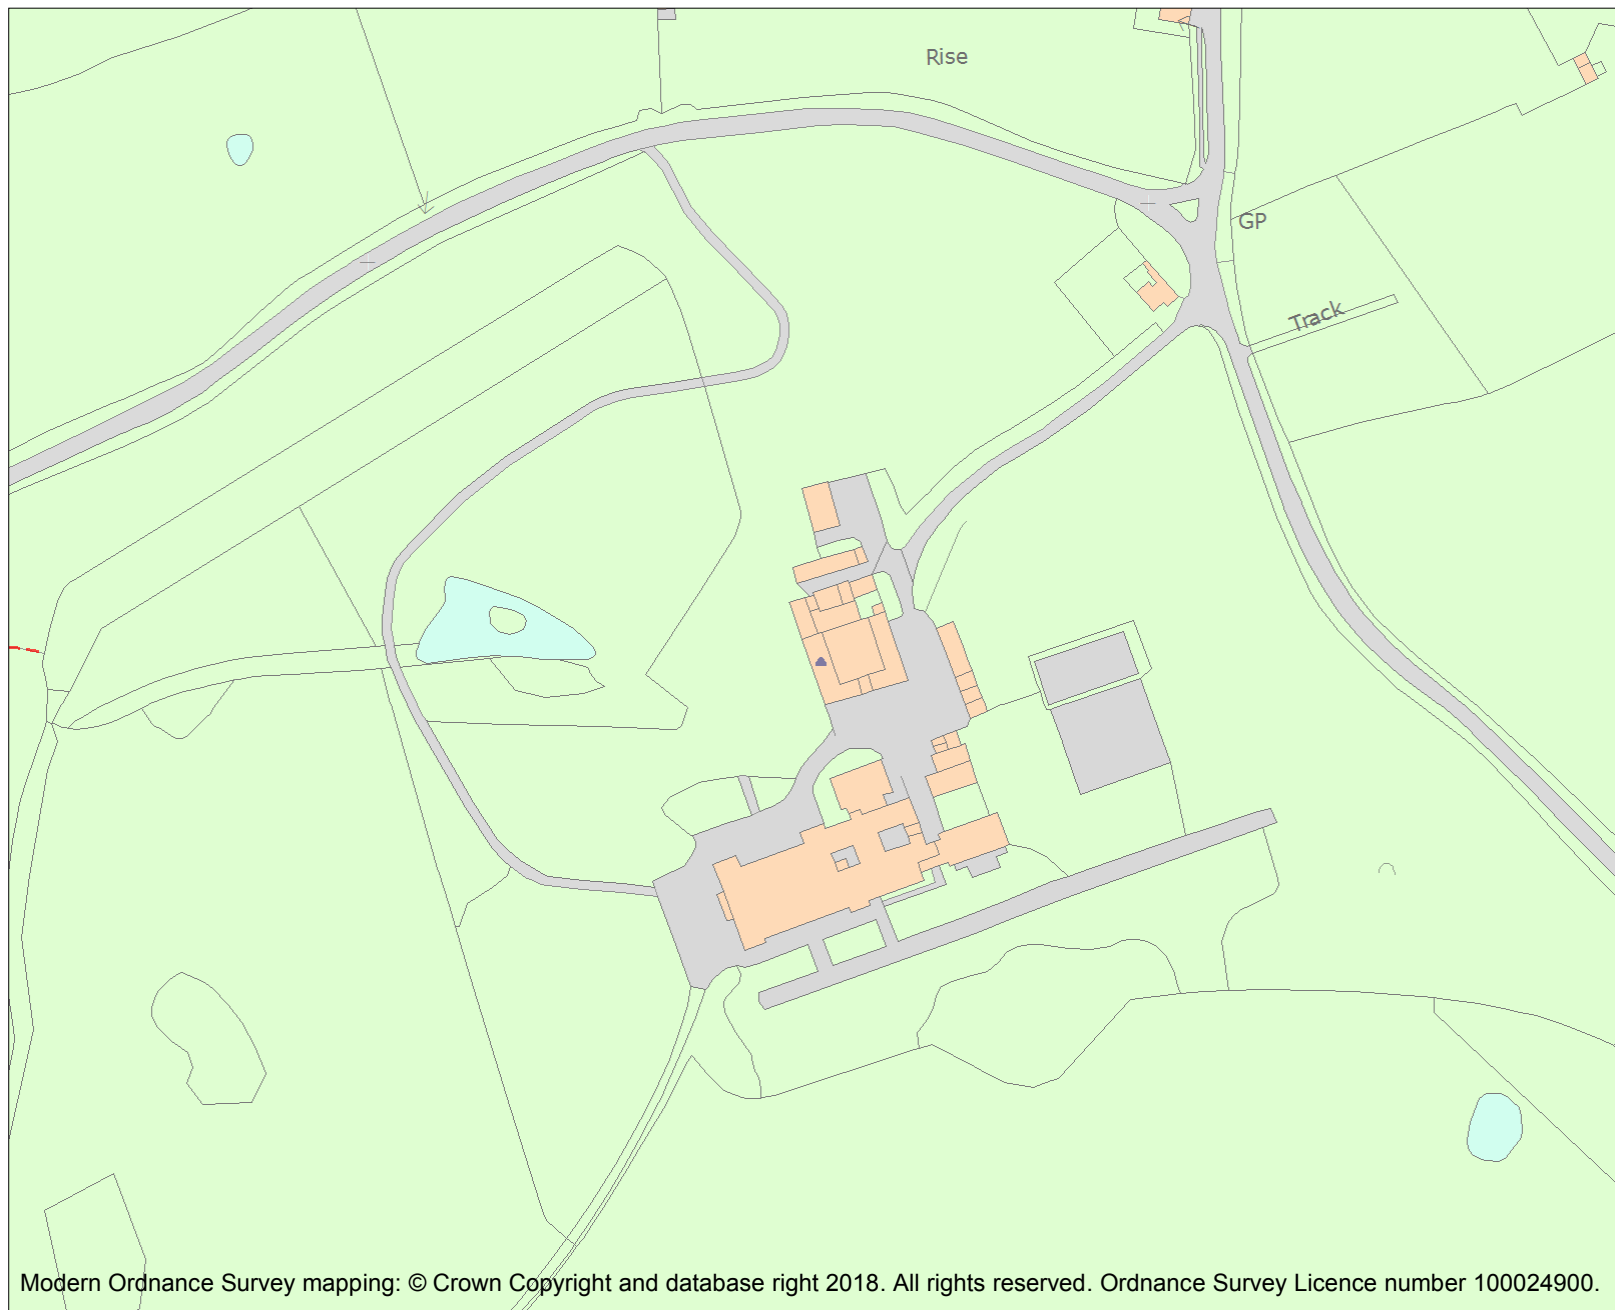 Rise
GP
Track
Modern Ordnance Survey mapping: © Crown Copyright and database right 2018. All rights reserved. Ordnance Survey Licence number 100024900.